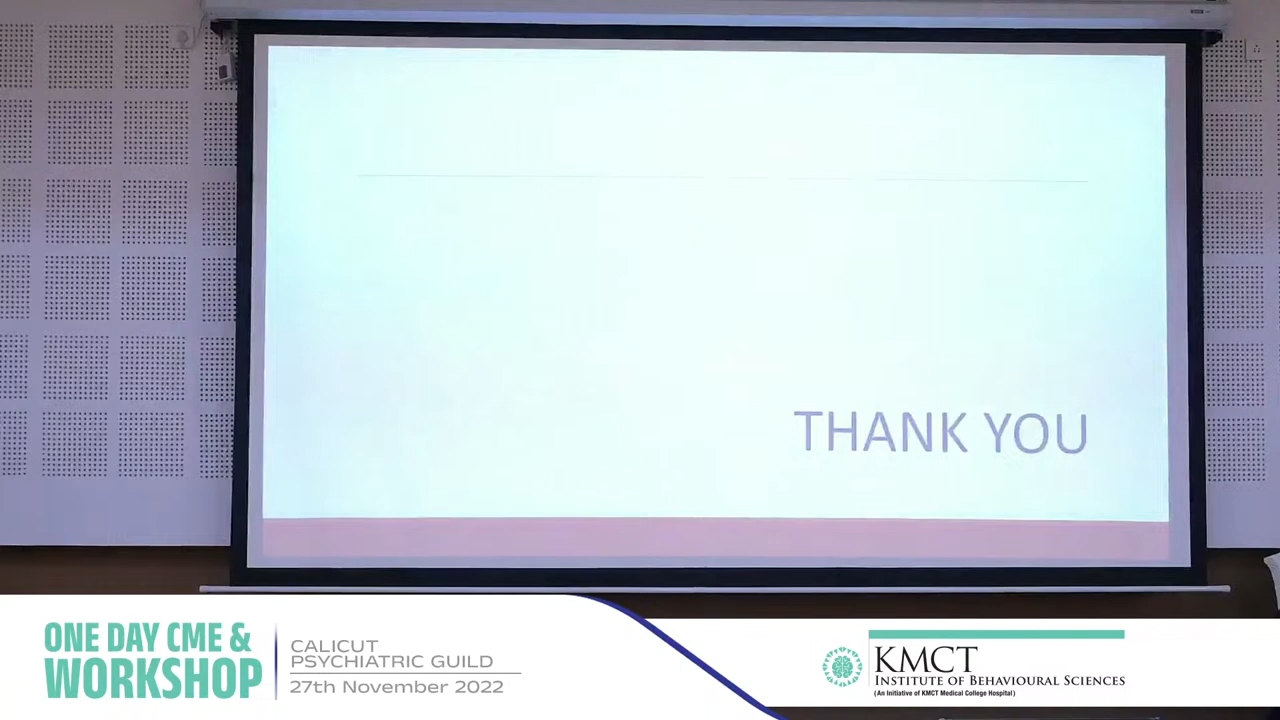 THANK YOU
ONE DAY CME &
WORKSHOP
CALICUT
PSYCHIATRIC GUILD
27th November 2022
KMCT
INSTITUTE OF BEHAVIOURAL SCIENCES
(An Initiative of KMCT Medical College Hospital)